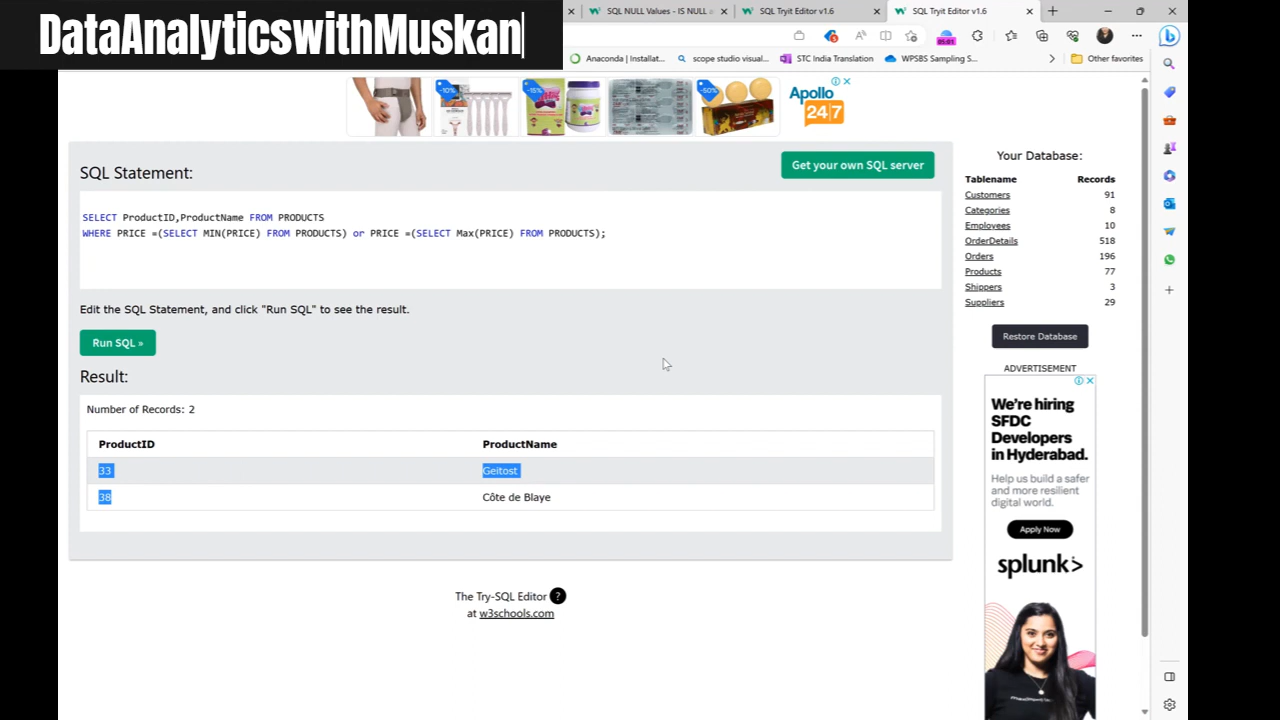 DataAnalyticswithMuskan
SQL NULL Values - IS NULL
SQL Tryit Editor v1.6
SQL Tryit Editor v1.6
Anaconda | Installat...
scope studio visual...
STC India Translation
WPSBS Sampling S...
Other favorites
-10%
-15%
-50%
Apollo
24|7
SQL Statement:
Get your own SQL server
SELECT ProductID,ProductName FROM PRODUCTS
WHERE PRICE =(SELECT MIN(PRICE) FROM PRODUCTS) or PRICE =(SELECT Max(PRICE) FROM PRODUCTS);
Edit the SQL Statement, and click "Run SQL" to see the result.
Run SQL »
Result:
Number of Records: 2
ProductID ProductName
33 Geitost
38 Côte de Blaye
The Try-SQL Editor ?
at w3schools.com
Your Database:
Tablename Records
Customers 91
Categories 8
Employees 10
OrderDetails 518
Orders 196
Products 77
Shippers 3
Suppliers 29
Restore Database
ADVERTISEMENT
We're hiring
SFDC
Developers
in Hyderabad.
Help us build a safer
and more resilient
digital world.
Apply Now
splunk>